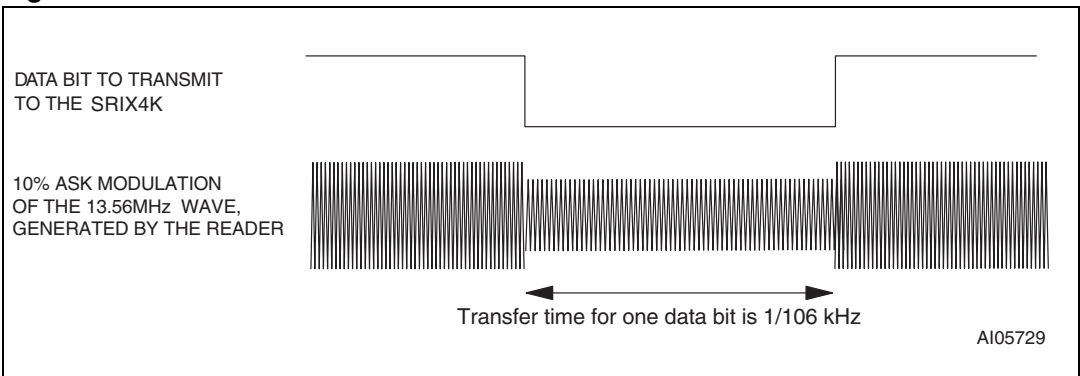 DATA BIT TO TRANSMIT
TO THE SRIX4K
10% ASK MODULATION
OF THE 13.56MHz WAVE,
GENERATED BY THE READER
Transfer time for one data bit is 1/106 kHz
AI05729